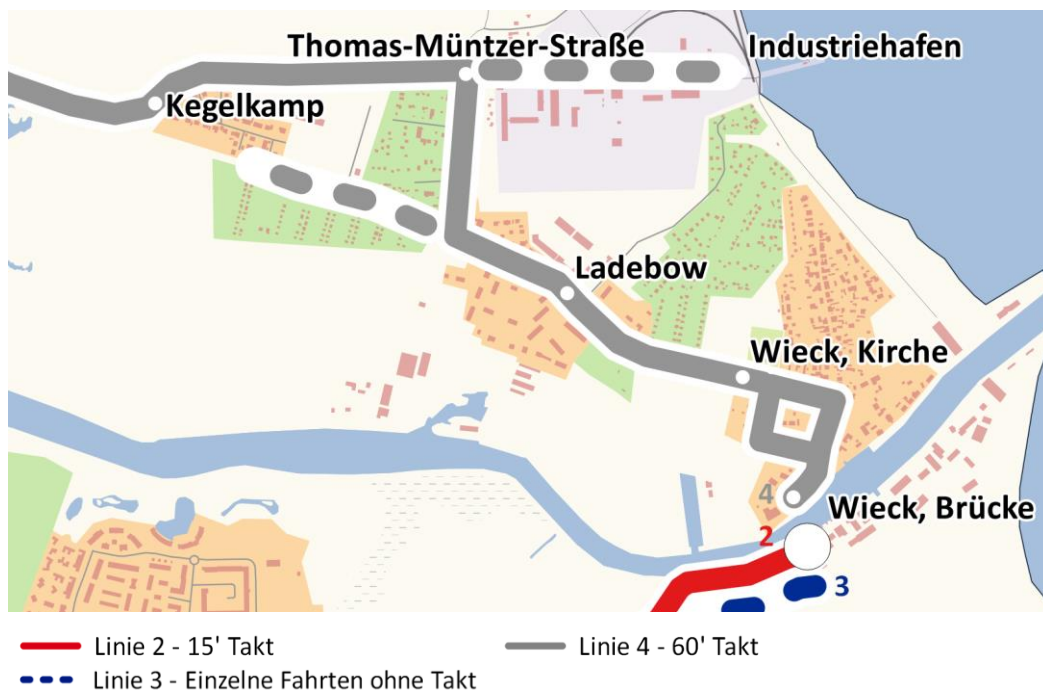 Thomas-Müntzer-Straße
Industriehafen
Kegelkamp
Ladebow
Wieck, Kirche
4
Wieck, Brücke
2
3
Linie 2 - 15' Takt
Linie 4 - 60' Takt
Linie 3 - Einzelne Fahrten ohne Takt